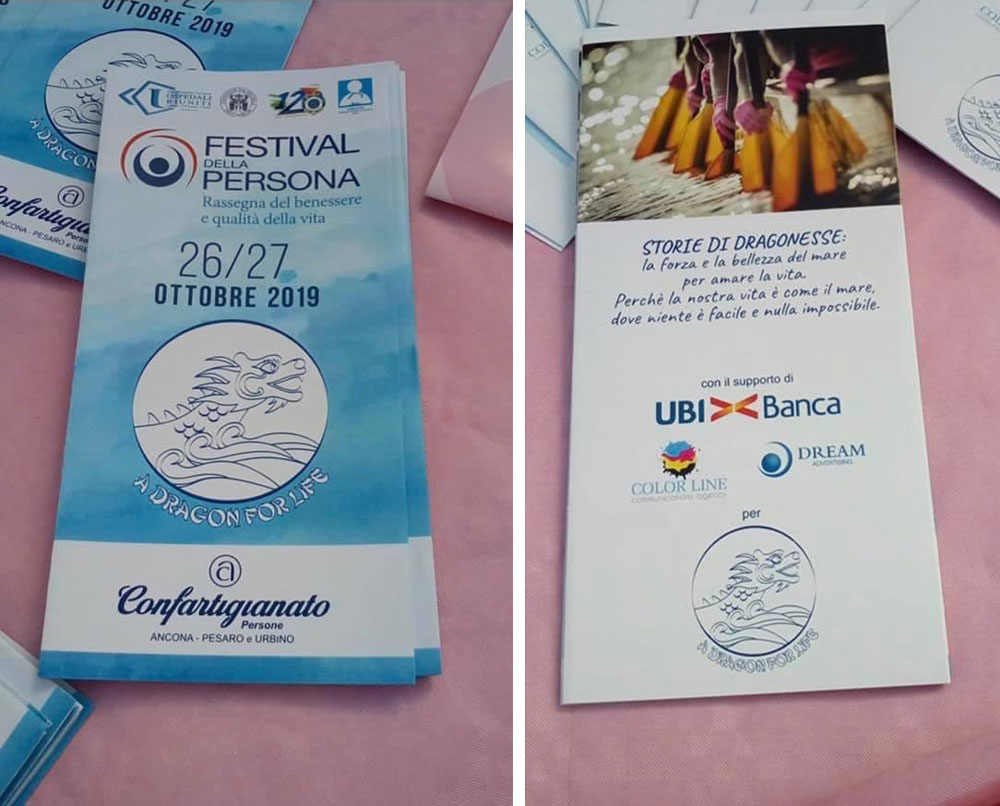 OTTOBRE 2019
A DRAGON
Confartigianato
ANCONA - PESARO e URBINO
OSPEDALI
RIUNITI
120
FESTIVAL
DELLA
PERSONA
Rassegna del benessere
e qualità della vita
26/27
OTTOBRE 2019
A DRAGON FOR LIFE
a
Confartigianato
Persone
ANCONA - PESARO e URBINO
STORIE DI DRAGONESSE:
la forza e la bellezza del mare
per amare la vita.
Perchè la nostra vita è come il mare,
dove niente è facile e nulla impossibile.
con il supporto di
UBI Banca
COLOR LINE
communications agency
DREAM
ADVERTISING
per
A DRAGON FOR LIFE